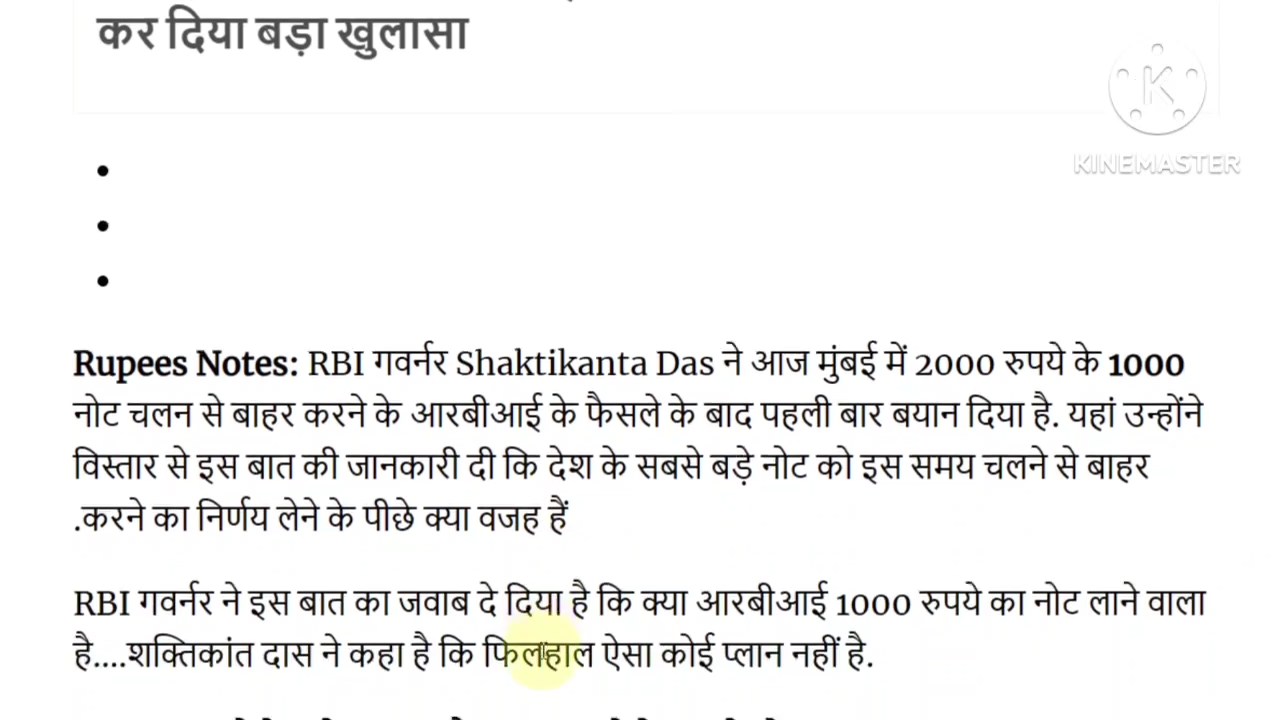 कर दिया बड़ा खुलासा
K
KINEMASTER
Rupees Notes: RBI गवर्नर Shaktikanta Das ने आज मुंबई में 2000 रुपये के 1000
नोट चलन से बाहर करने के आरबीआई के फैसले के बाद पहली बार बयान दिया है. यहां उन्होंने
विस्तार से इस बात की जानकारी दी कि देश के सबसे बड़े नोट को इस समय चलने से बाहर
.करने का निर्णय लेने के पीछे क्या वजह हैं
RBI गवर्नर ने इस बात का जवाब दे दिया है कि क्या आरबीआई 1000 रुपये का नोट लाने वाला
है....शक्तिकांत दास ने कहा है कि फिलहाल ऐसा कोई प्लान नहीं है.